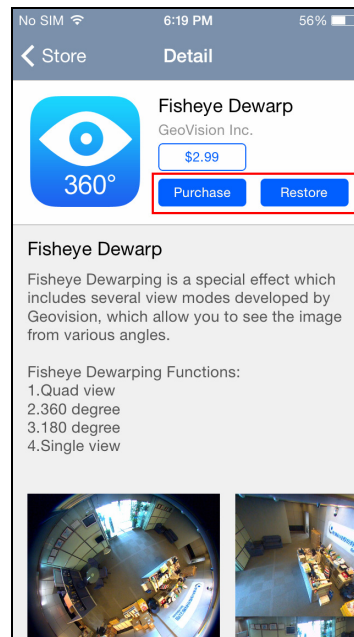 No SIM 6:19 PM 56%
Store Detail
Fisheye Dewarp
GeoVision Inc.
$2.99
360°
Purchase Restore
Fisheye Dewarp
Fisheye Dewarping is a special effect which
includes several view modes developed by
Geovision, which allow you to see the image
from various angles.
Fisheye Dewarping Functions:
1.Quad view
2.360 degree
3.180 degree
4.Single view